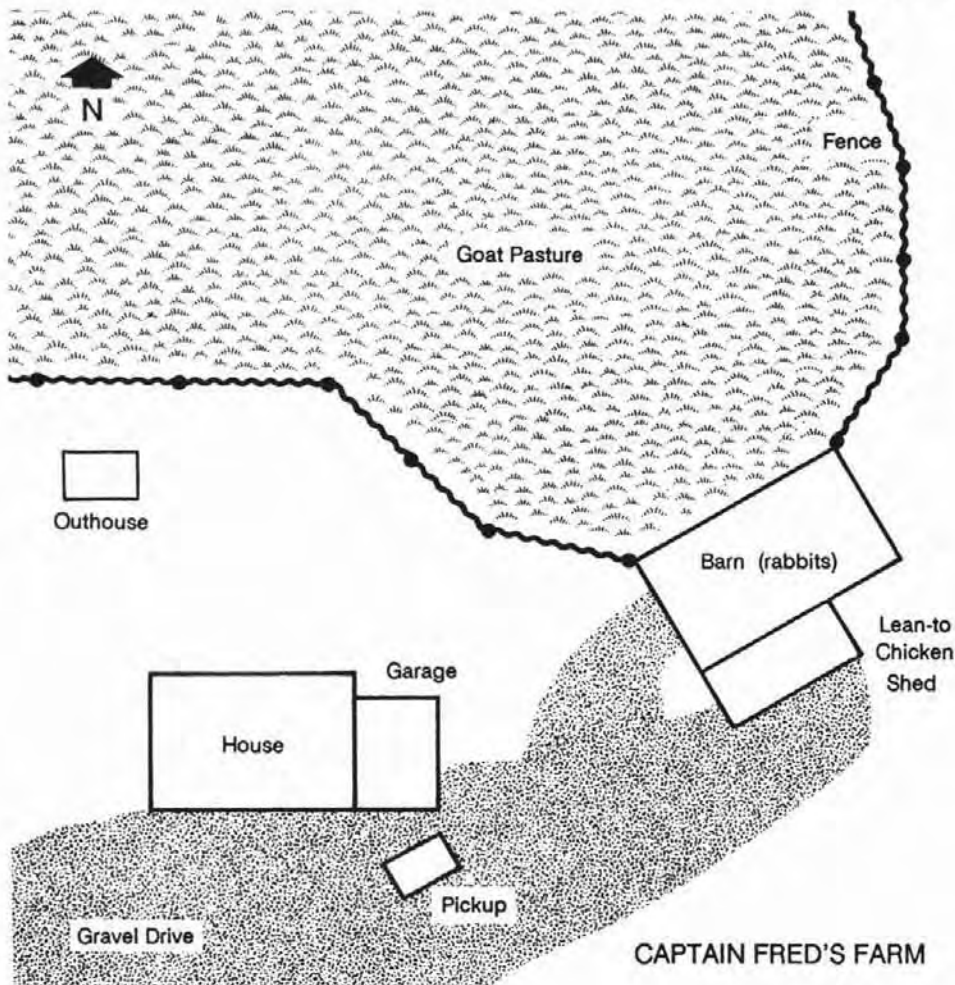 N
Fence
Goat Pasture
Outhouse
Barn (rabbits)
Lean-to
Chicken
Shed
Garage
House
Pickup
Gravel Drive
CAPTAIN FRED'S FARM